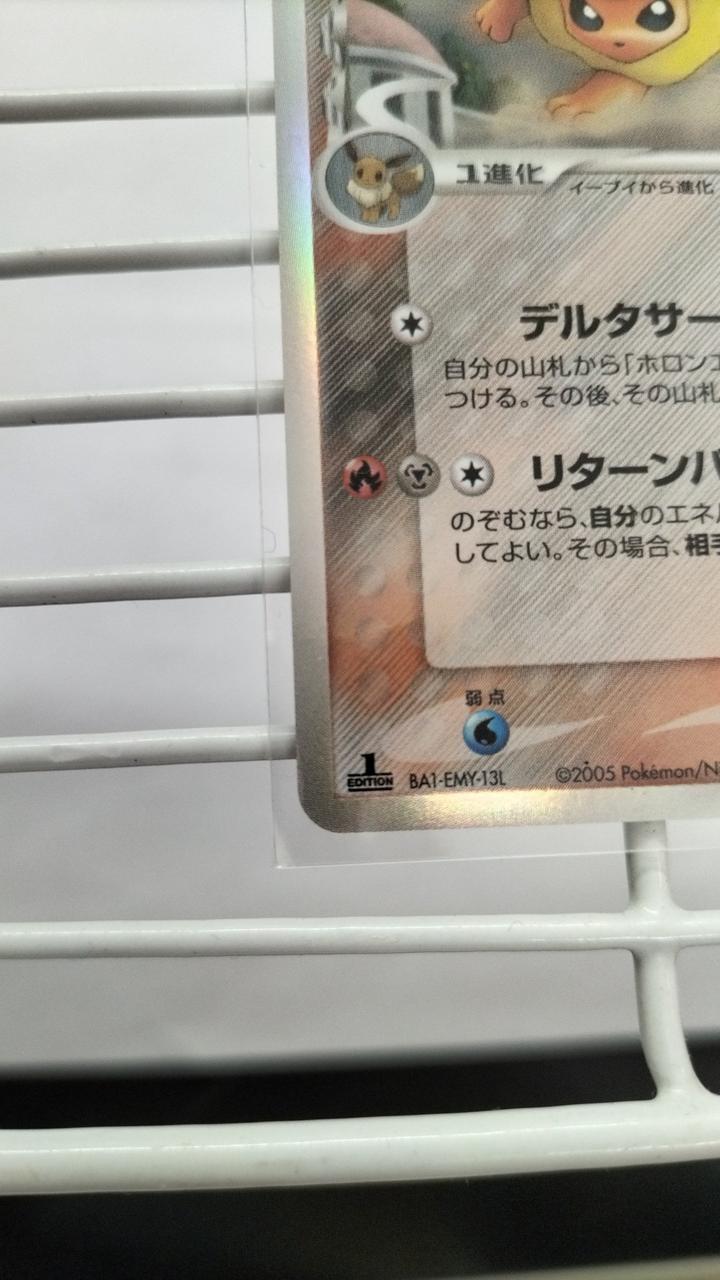 1進化
イーブイから進化
デルタサー
自分の山札から「ホロンエ
つける。その後、その山札
リターンバ
のぞむなら、自分のエネル
してよい。その場合、相手
弱点
1
EDITION
BA1-EMY-13L
©2005 Pokémon/N